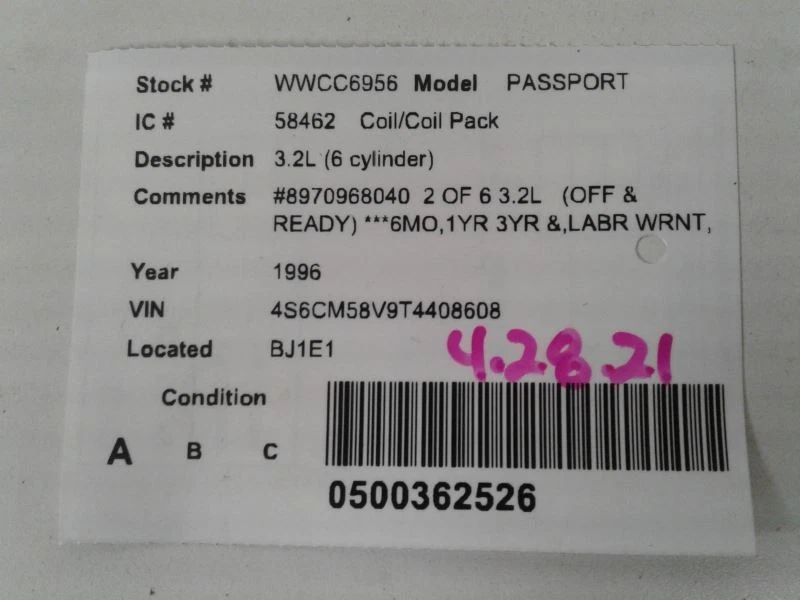 Stock # WWCC6956 Model PASSPORT
IC # 58462 Coil/Coil Pack
Description 3.2L (6 cylinder)
Comments #8970968040 2 OF 6 3.2L (OFF &
READY) ***6MO,1YR 3YR &,LABR WRNT,
Year 1996
VIN 4S6CM58V9T4408608
Located BJ1E1
4.28.21
Condition
A B C
0500362526